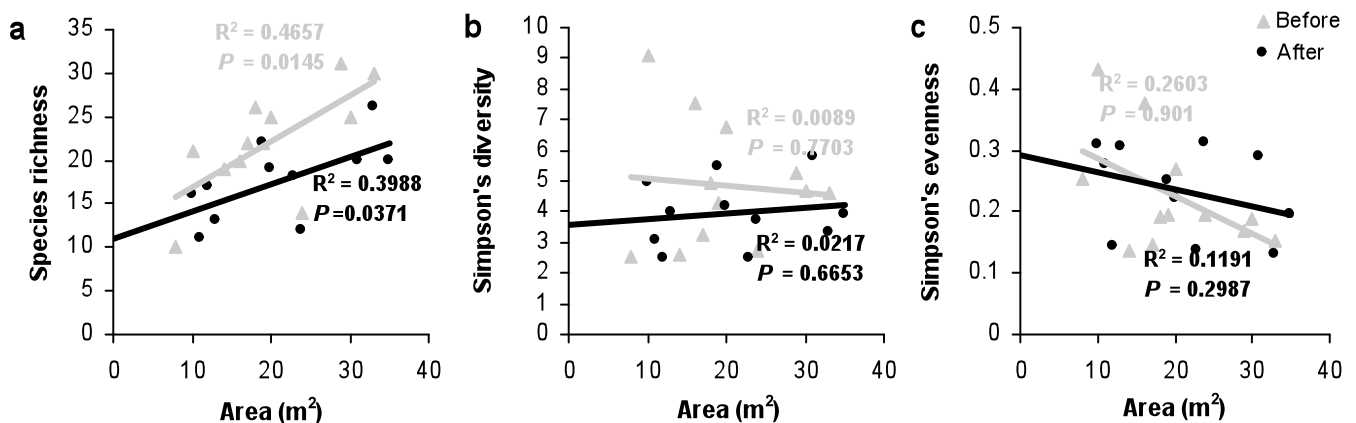 a
35
30
25
20
15
10
5
0
Species richness
R² = 0.4657
P = 0.0145
R² = 0.3988
P =0.0371
0 10 20 30 40
Area (m²)
b
10
9
8
7
6
5
4
3
2
1
0
Simpson's diversity
R² = 0.0089
P = 0.7703
R² = 0.0217
P = 0.6653
0 10 20 30 40
Area (m²)
c
0.5
0.4
0.3
0.2
0.1
0
Simpson's evenness
Before
After
R² = 0.2603
P = 0.901
R² = 0.1191
P = 0.2987
0 10 20 30 40
Area (m²)